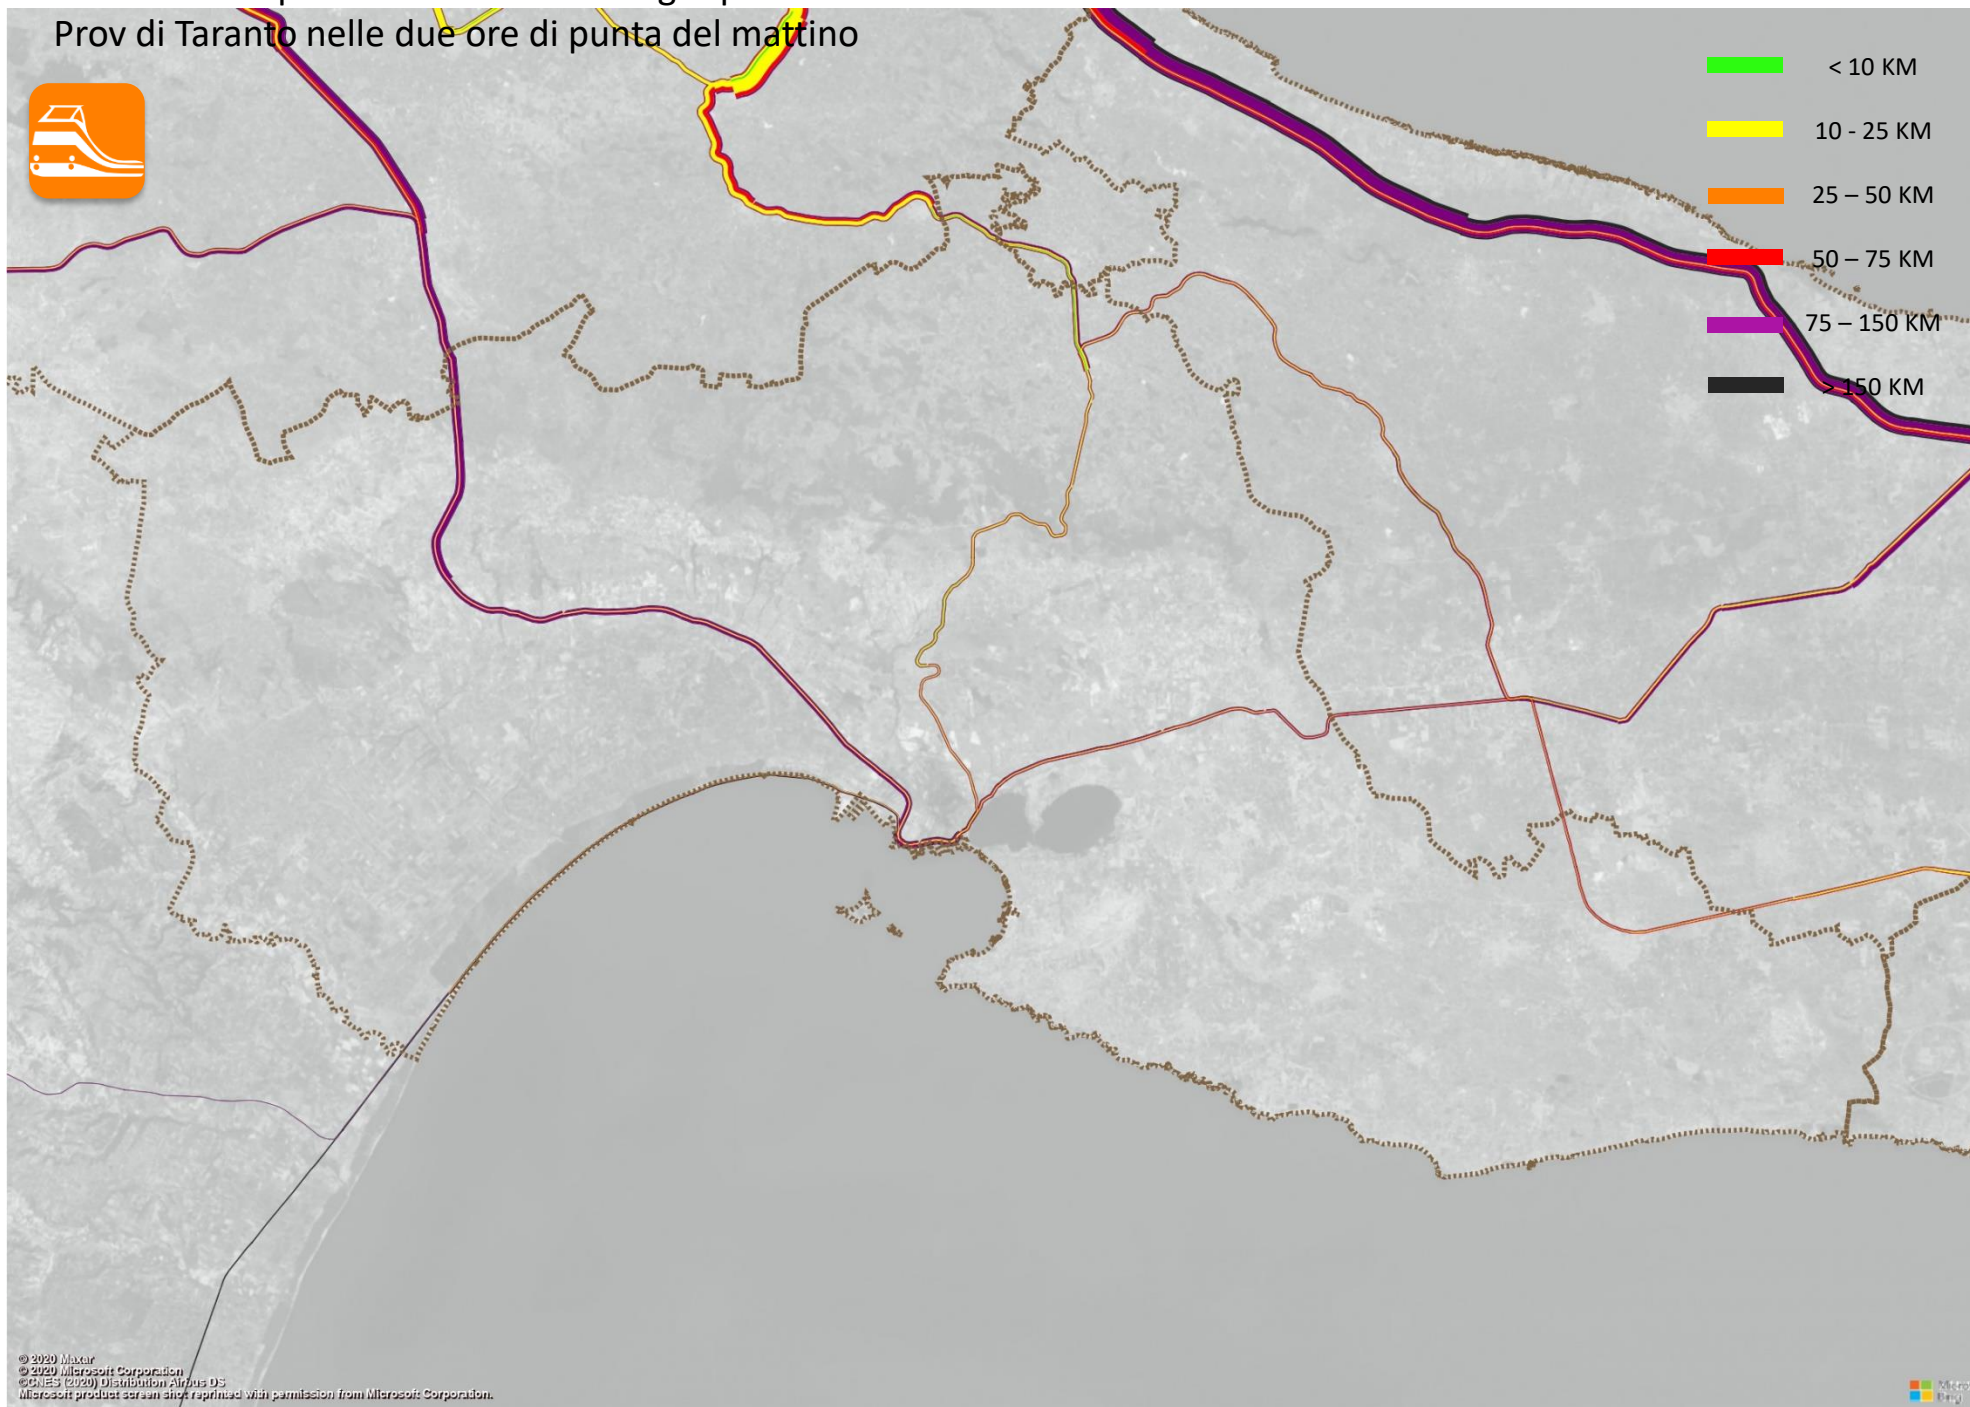 Prov di Taranto nelle due ore di punta del mattino
< 10 KM
10 - 25 KM
25 – 50 KM
50 – 75 KM
75 – 150 KM
> 150 KM
© 2020 Maxar
© 2020 Microsoft Corporation
©CNES (2020) Distribution Airbus DS
Microsoft product screen shot reprinted with permission from Microsoft Corporation.
Bing